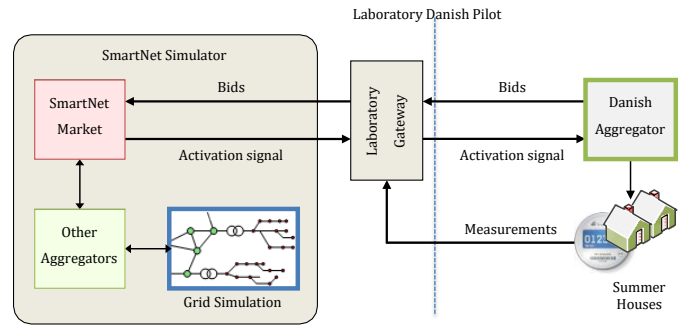 Laboratory Danish Pilot
SmartNet Simulator
SmartNet
Market
Bids
Activation signal
Laboratory
Gateway
Bids
Activation signal
Danish
Aggregator
Other
Aggregators
Grid Simulation
Measurements
Summer
Houses